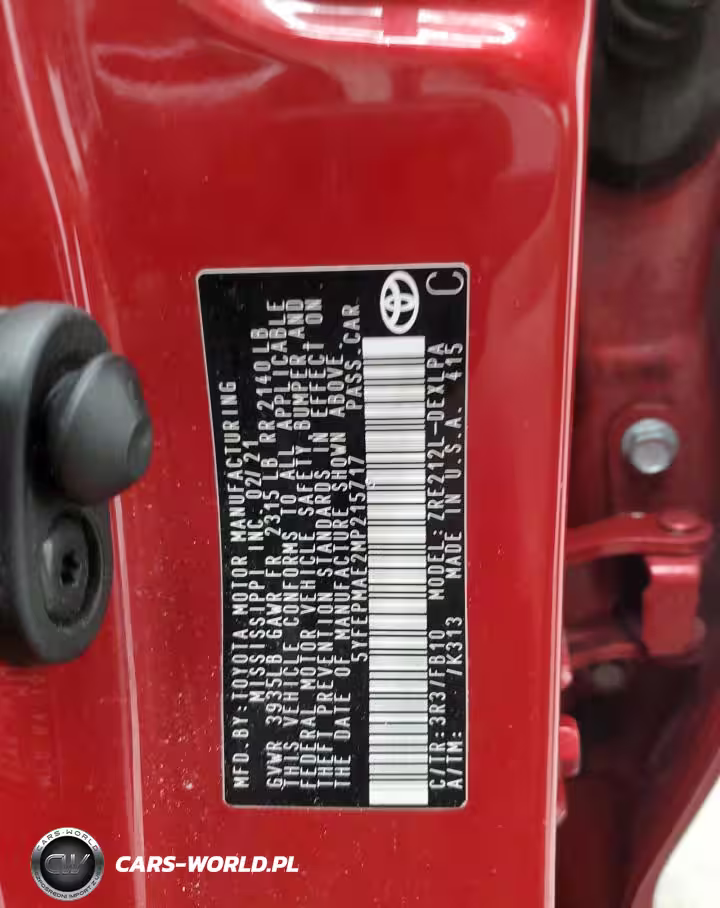 MFD.BY:TOYOTA MOTOR MANUFACTURING
MISSISSIPPI INC. 02/21
GVWR 3935LB GAWR FR 2315 LB RR 2140LB
THIS VEHICLE CONFORMS TO ALL APPLICABLE
FEDERAL MOTOR VEHICLE SAFETY, BUMPER, AND
THEFT PREVENTION STANDARDS IN EFFECT ON
THE DATE OF MANUFACTURE SHOWN ABOVE.
5YFEPMAE2MP215717 PASS.CAR
C/TR:3R3/FB10 MODEL:ZRE212L-DEXLPA
A/TM: /K313 MADE IN U.S.A. 415
C
CARS-WORLD
CW
CARS-WORLD.PL